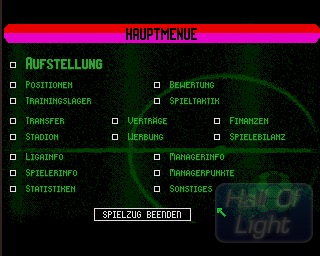 HAUPTMENUE
AUFSTELLUNG
POSITIONEN BEWERTUNG
TRAININGSLAGER SPIELTAKTIK
TRANSFER VERTRÄGE FINANZEN
STADION WERBUNG SPIELEBILANZ
LIGAINFO MANAGERINFO
SPIELERINFO MANAGERPUNKTE
STATISTIKEN SONSTIGES
SPIELZUG BEENDEN
Hall Of
Light